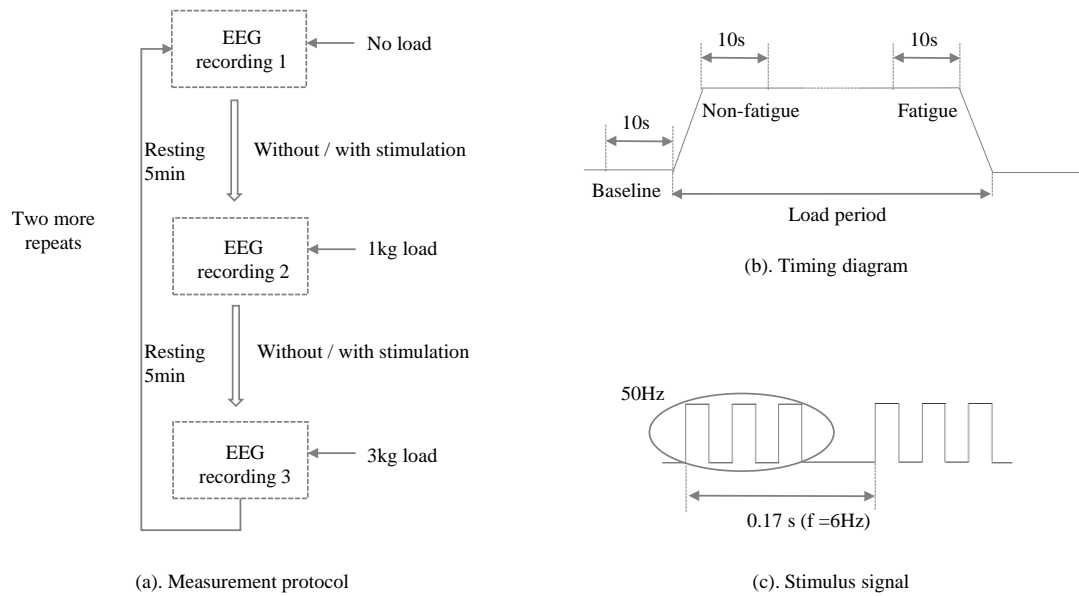 EEG
recording 1
No load
Resting
5min
Without / with stimulation
Two more
repeats
EEG
recording 2
1kg load
Resting
5min
Without / with stimulation
EEG
recording 3
3kg load
(a). Measurement protocol
10s
10s
Non-fatigue
Fatigue
10s
Baseline
Load period
(b). Timing diagram
50Hz
0.17 s (f =6Hz)
(c). Stimulus signal